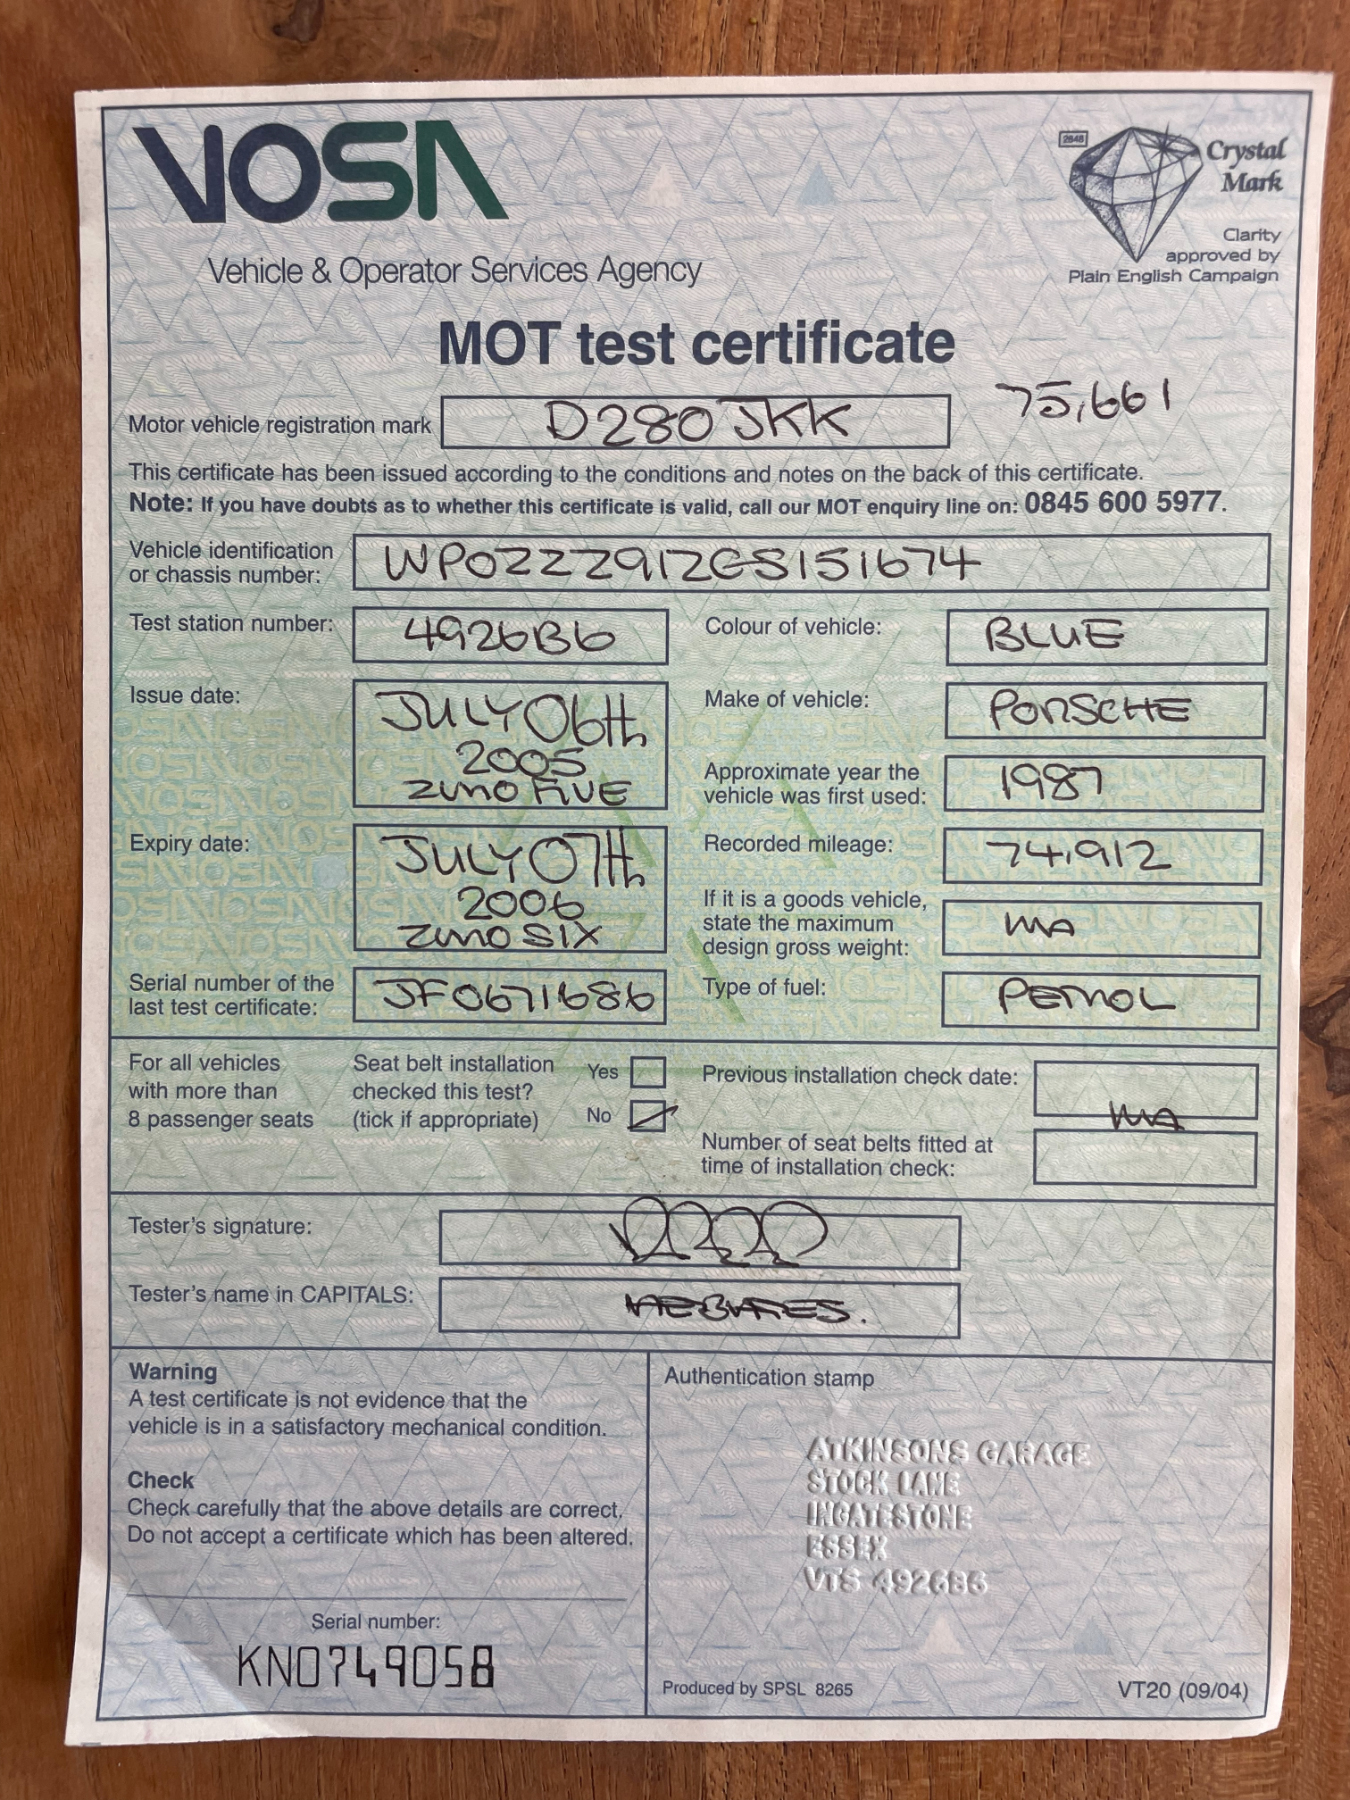 VOSA
Vehicle & Operator Services Agency
2848
Crystal
Mark
Clarity
approved by
Plain English Campaign
MOT test certificate
75,661
Motor vehicle registration mark D280 JKK
This certificate has been issued according to the conditions and notes on the back of this certificate.
Note: If you have doubts as to whether this certificate is valid, call our MOT enquiry line on: 0845 600 5977.
Vehicle identification
or chassis number: WP0ZZZ91ZGS151674
Test station number: 4926B6
Colour of vehicle: BLUE
Issue date: JULY 06th
2005
ZERO FIVE
Make of vehicle: PORSCHE
Approximate year the
vehicle was first used: 1987
Expiry date: JULY 07th
2006
ZERO SIX
Recorded mileage: 74,912
If it is a goods vehicle,
state the maximum
design gross weight: NA
Serial number of the
last test certificate: JF0671686
Type of fuel: PETROL
For all vehicles
with more than
8 passenger seats
Seat belt installation
checked this test?
(tick if appropriate)
Yes
No
Previous installation check date:
NA
Number of seat belts fitted at
time of installation check:
Tester's signature:
Tester's name in CAPITALS:
Warning
A test certificate is not evidence that the
vehicle is in a satisfactory mechanical condition.
Check
Check carefully that the above details are correct.
Do not accept a certificate which has been altered.
Serial number:
KN0749058
Authentication stamp
ATKINSONS GARAGE
STOCK LANE
INGATESTONE
ESSEX
VTS 4926B6
Produced by SPSL 8265
VT20 (09/04)